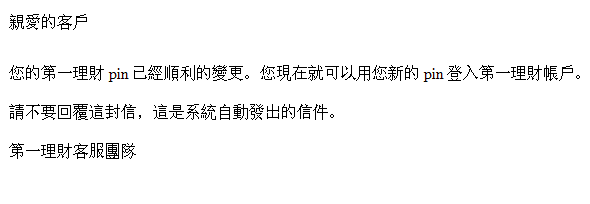 親愛的客戶
您的第一理財 pin 已經順利的變更。您現在就可以用您新的 pin 登入第一理財帳戶。
請不要回覆這封信，這是系統自動發出的信件。
第一理財客服團隊